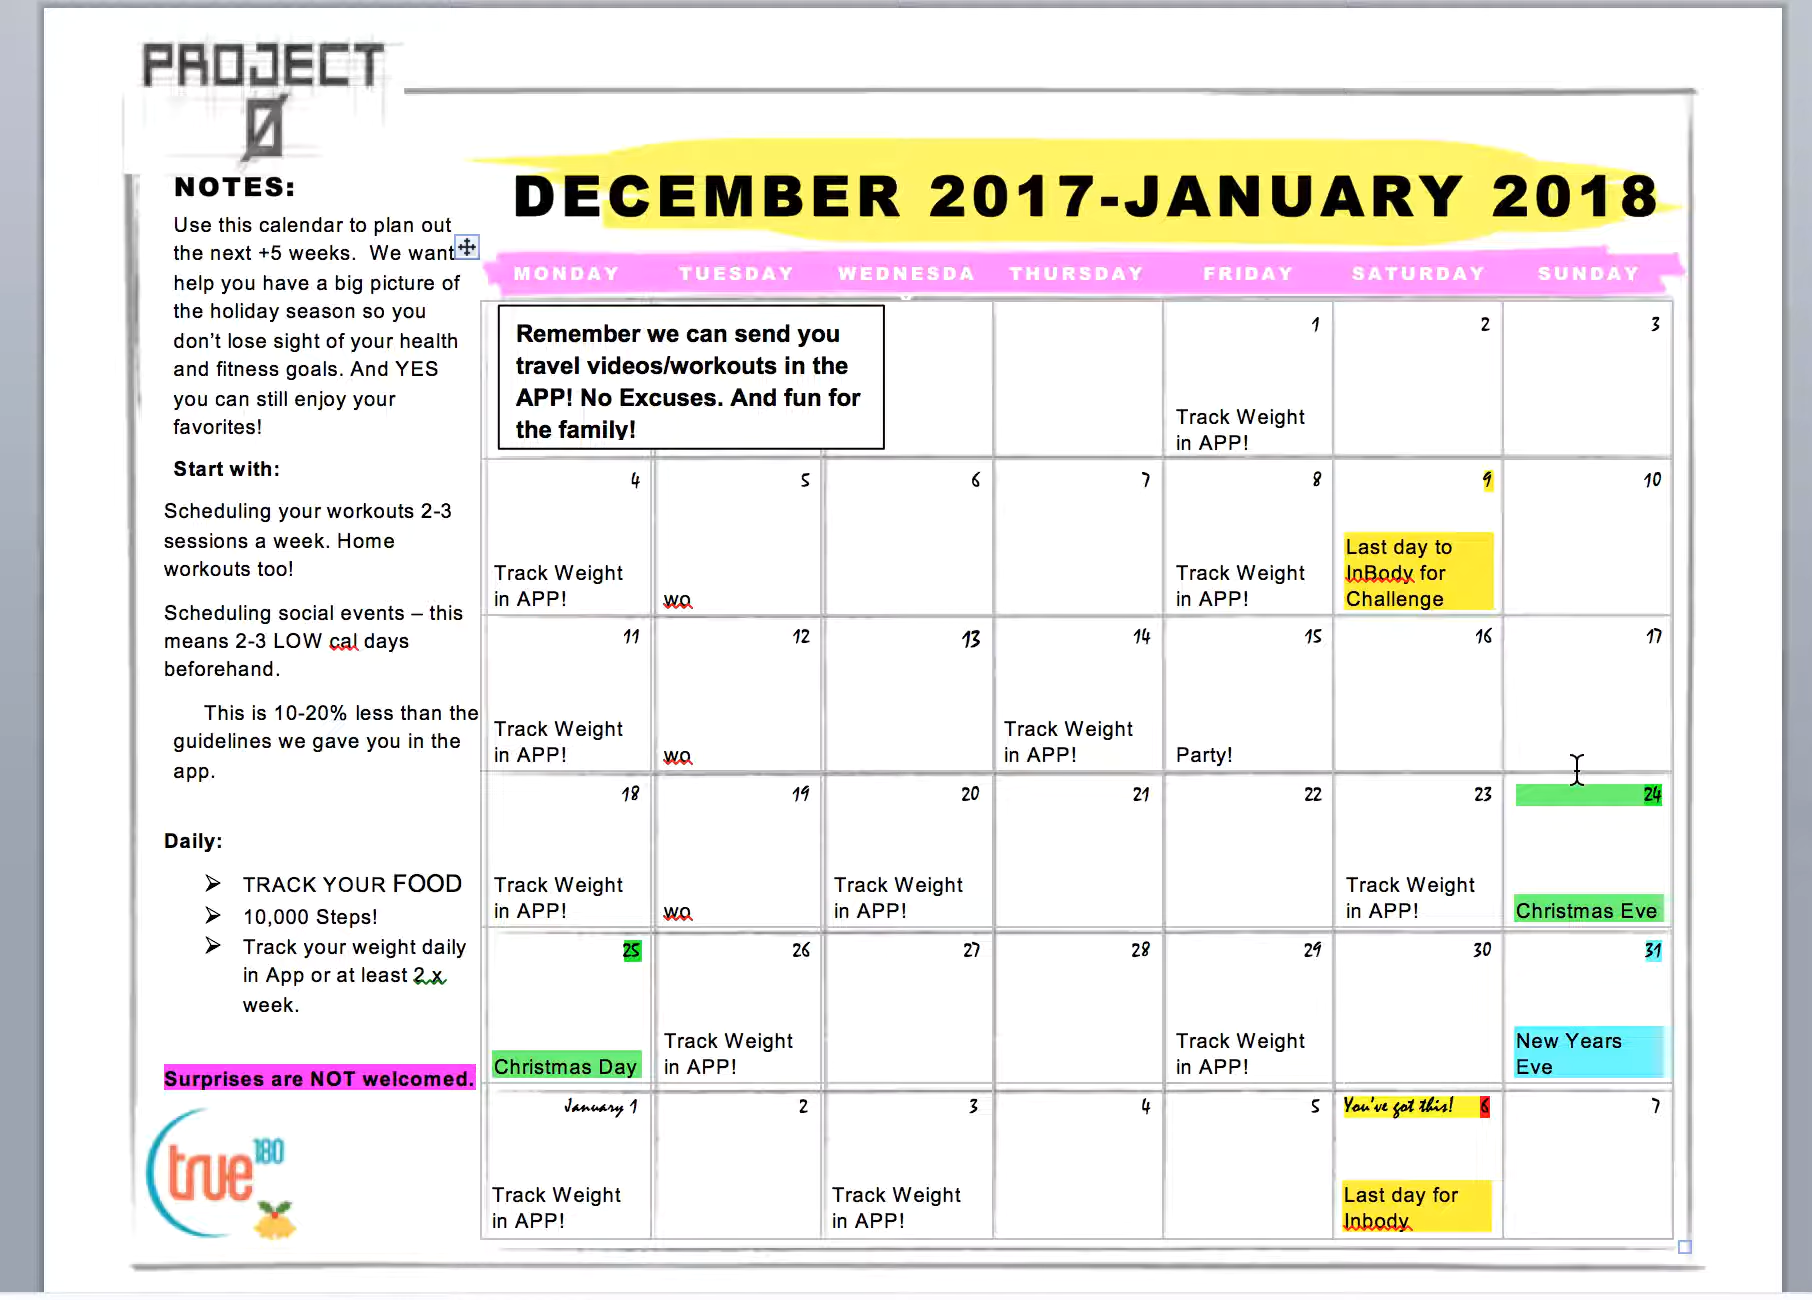 PROJECT
0
NOTES:
Use this calendar to plan out
the next +5 weeks.  We want
help you have a big picture of
the holiday season so you
don’t lose sight of your health
and fitness goals. And YES
you can still enjoy your
favorites!
Start with:
Scheduling your workouts 2-3
sessions a week. Home
workouts too!
Scheduling social events – this
means 2-3 LOW cal days
beforehand.
This is 10-20% less than the
guidelines we gave you in the
app.
Daily:
➢ TRACK YOUR FOOD
➢ 10,000 Steps!
➢ Track your weight daily
in App or at least 2 x
week.
Surprises are NOT welcomed.
true180
DECEMBER 2017-JANUARY 2018
MONDAY TUESDAY WEDNESDA THURSDAY FRIDAY SATURDAY SUNDAY
Remember we can send you
travel videos/workouts in the
APP! No Excuses. And fun for
the family!
1 2 3
Track Weight
in APP!
4 5 6 7 8 9 10
Last day to
Track Weight Track Weight InBody for
in APP! wo in APP! Challenge
11 12 13 14 15 16 17
Track Weight Track Weight
in APP! wo in APP! Party!
18 19 20 21 22 23 24
Track Weight Track Weight Track Weight
in APP! wo in APP! in APP! Christmas Eve
25 26 27 28 29 30 31
Track Weight Track Weight New Years
Christmas Day in APP! in APP! Eve
January 1 2 3 4 5 You've got this! 6 7
Track Weight Track Weight Last day for
in APP! in APP! Inbody